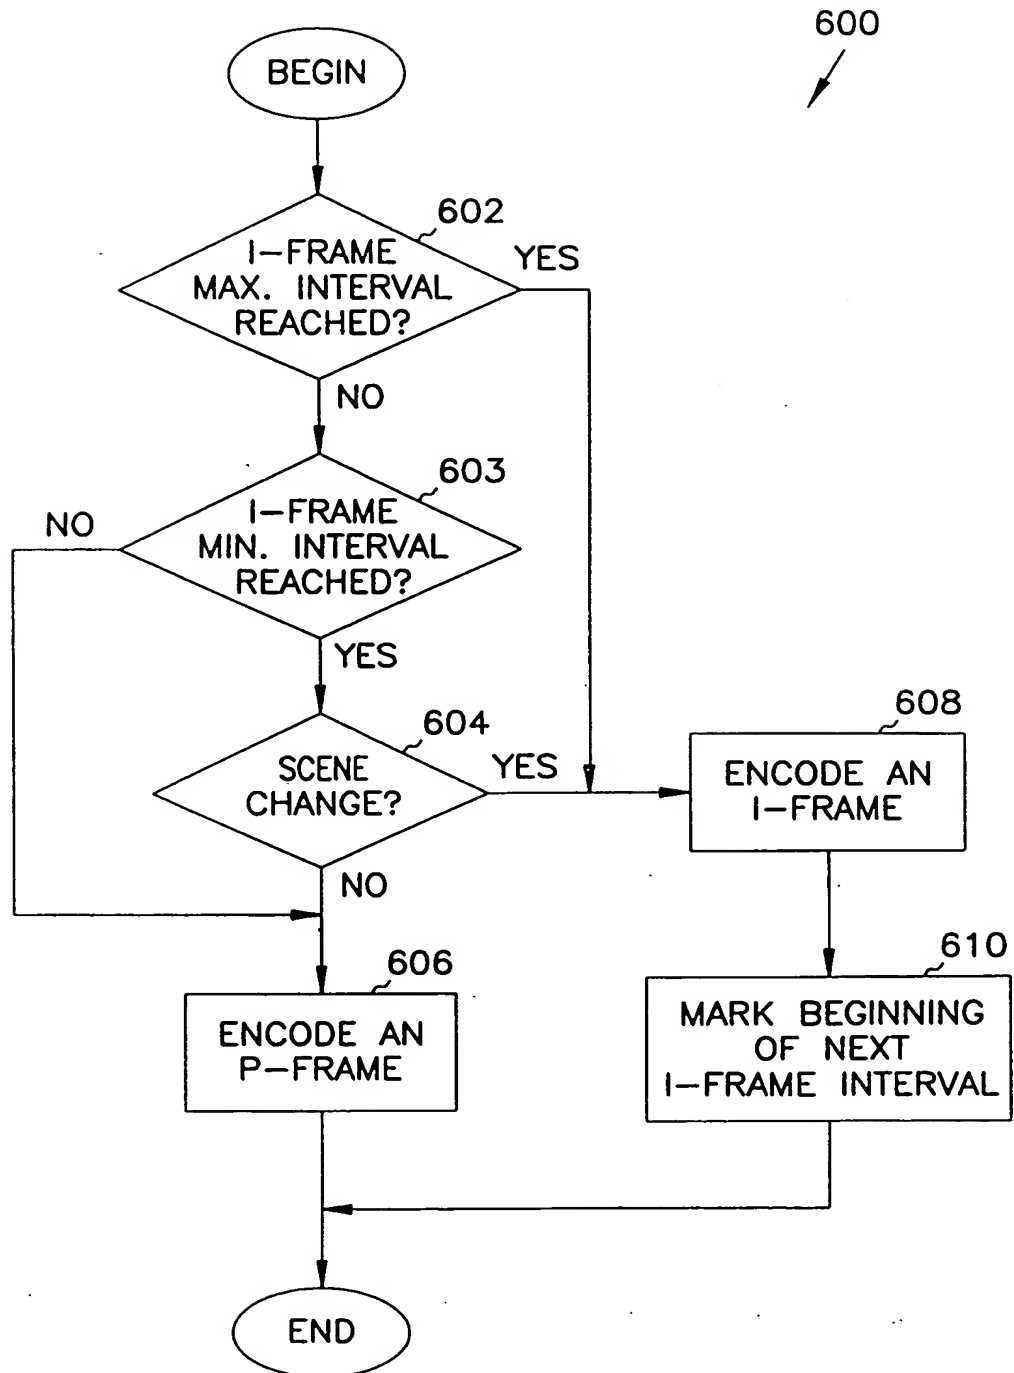 600
BEGIN
602
I-FRAME
MAX. INTERVAL
REACHED?
YES
NO
603
I-FRAME
MIN. INTERVAL
REACHED?
NO
YES
604
SCENE
CHANGE?
YES
NO
608
ENCODE AN
I-FRAME
606
ENCODE AN
P-FRAME
610
MARK BEGINNING
OF NEXT
I-FRAME INTERVAL
END